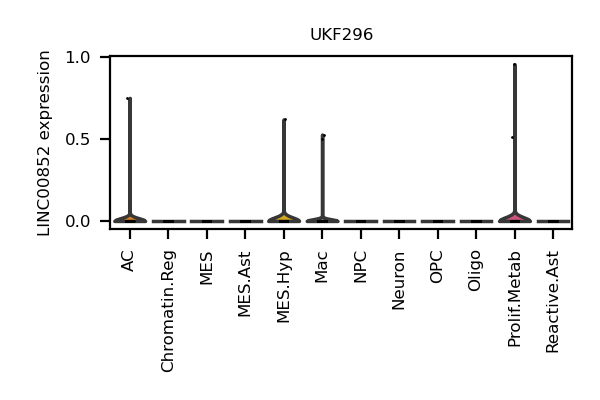 UKF296
LINC00852 expression
1.0
0.5
0.0
AC
Chromatin.Reg
MES
MES.Ast
MES.Hyp
Mac
NPC
Neuron
OPC
Oligo
Prolif.Metab
Reactive.Ast